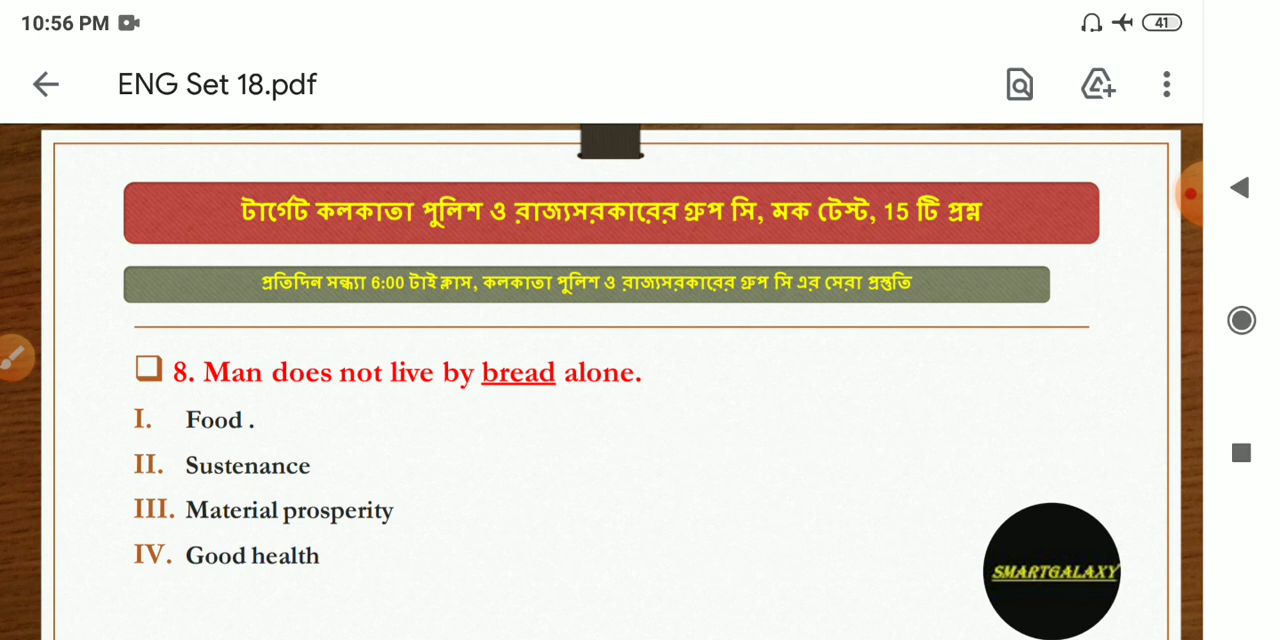 10:56 PM
41
ENG Set 18.pdf
টার্গেট কলকাতা পুলিশ ও রাজ্যসরকারের গ্রুপ সি, মক টেস্ট, 15 টি প্রশ্ন
প্রতিদিন সন্ধ্যা 6:00 টাই ক্লাস, কলকাতা পুলিশ ও রাজ্যসরকারের গ্রুপ সি এর সেরা প্রস্তুতি
8. Man does not live by bread alone.
I. Food .
II. Sustenance
III. Material prosperity
IV. Good health
SMARTGALAXY